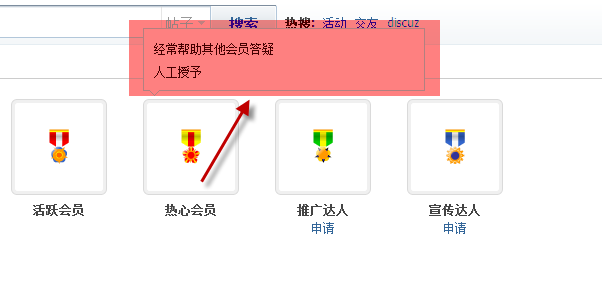 帖子 搜索 热搜: 活动 交友 discuz
经常帮助其他会员答疑
人工授予
活跃会员 热心会员 推广达人 宣传达人
申请 申请